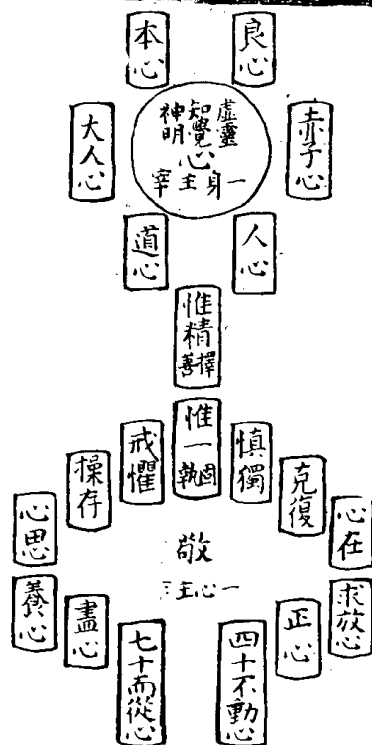 良心
本心
虛靈
知覺
神明
心
一身主宰
赤子心
大人心
人心
道心
惟精
擇善
惟一
固執
慎獨
戒懼
克復
操存
心在
心思
敬
一心主
求放心
養心
正心
盡心
四十不動心
七十而從心